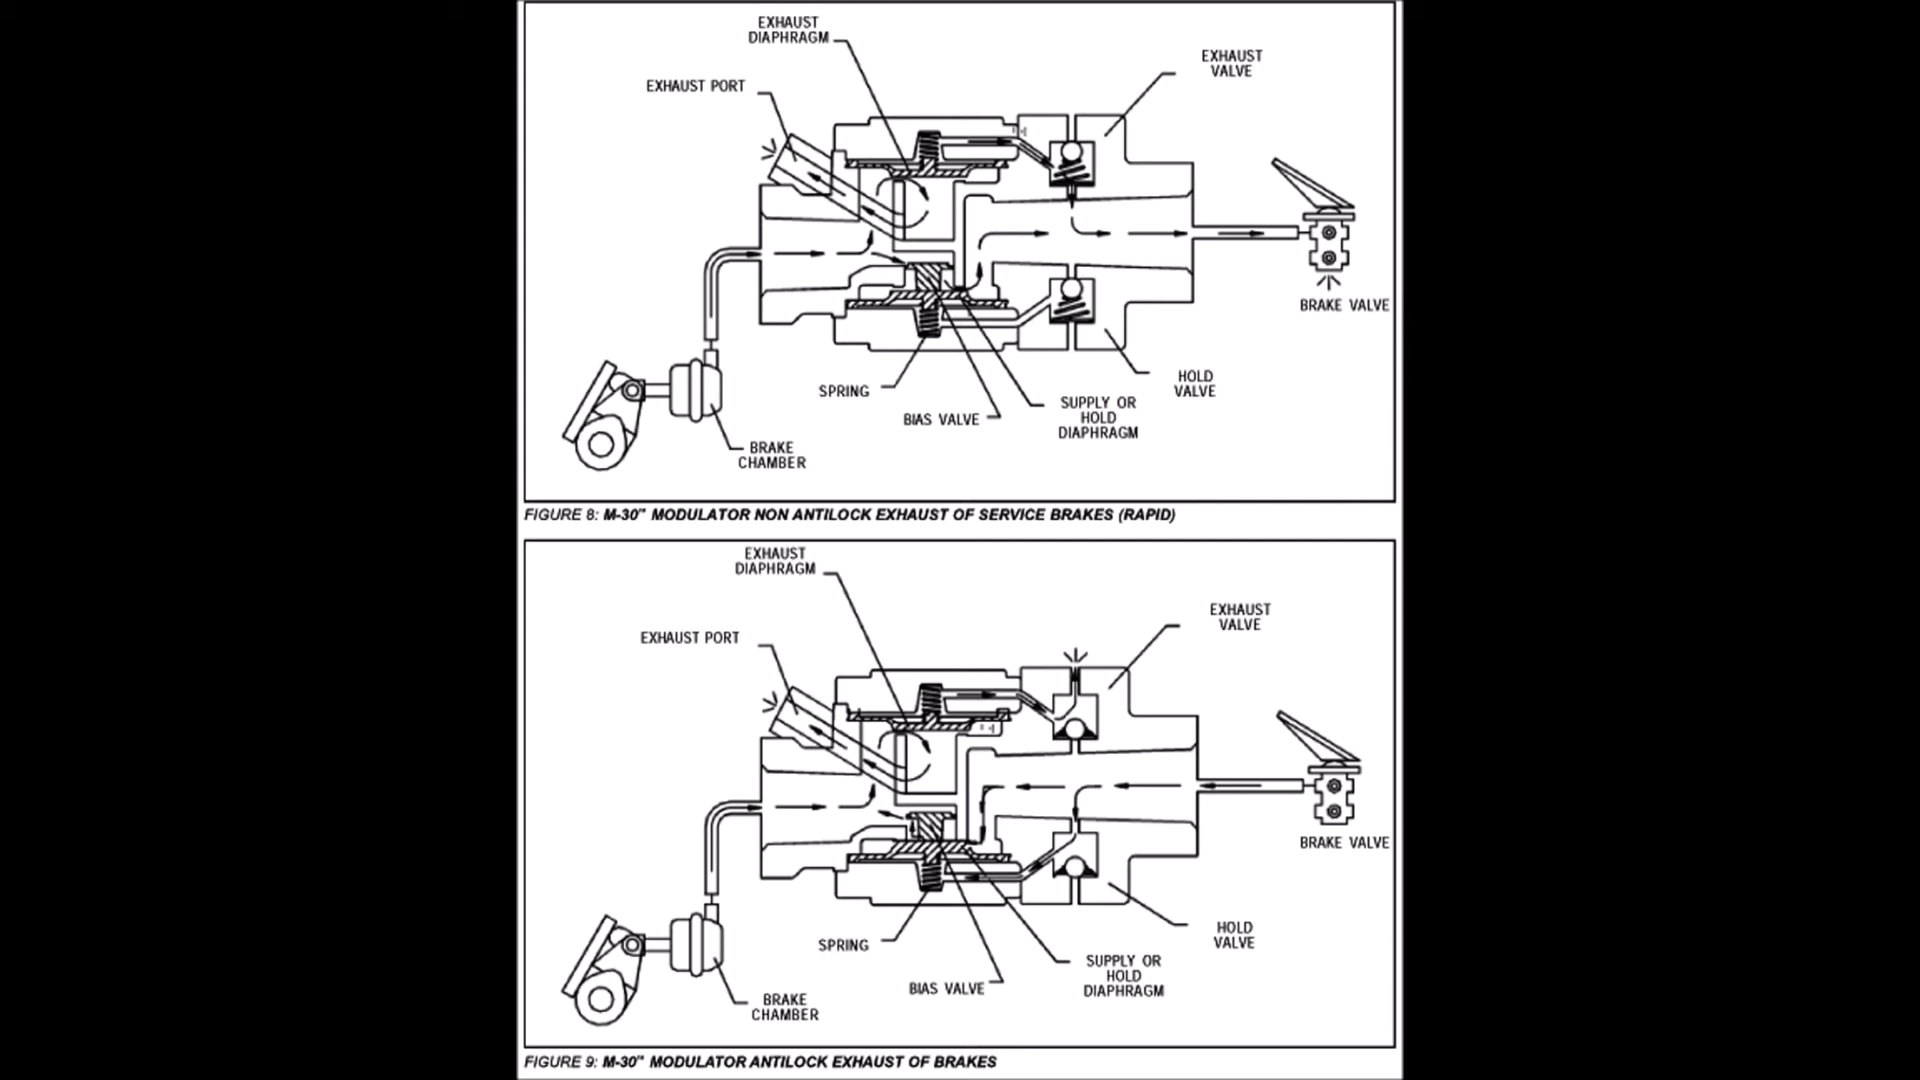 EXHAUST
DIAPHRAGM
EXHAUST
VALVE
EXHAUST PORT
BRAKE VALVE
HOLD
VALVE
SPRING
SUPPLY OR
HOLD
DIAPHRAGM
BIAS VALVE
BRAKE
CHAMBER
FIGURE 8: M-30™ MODULATOR NON ANTILOCK EXHAUST OF SERVICE BRAKES (RAPID)
EXHAUST
DIAPHRAGM
EXHAUST
VALVE
EXHAUST PORT
BRAKE VALVE
HOLD
VALVE
SPRING
SUPPLY OR
HOLD
DIAPHRAGM
BIAS VALVE
BRAKE
CHAMBER
FIGURE 9: M-30™ MODULATOR ANTILOCK EXHAUST OF BRAKES